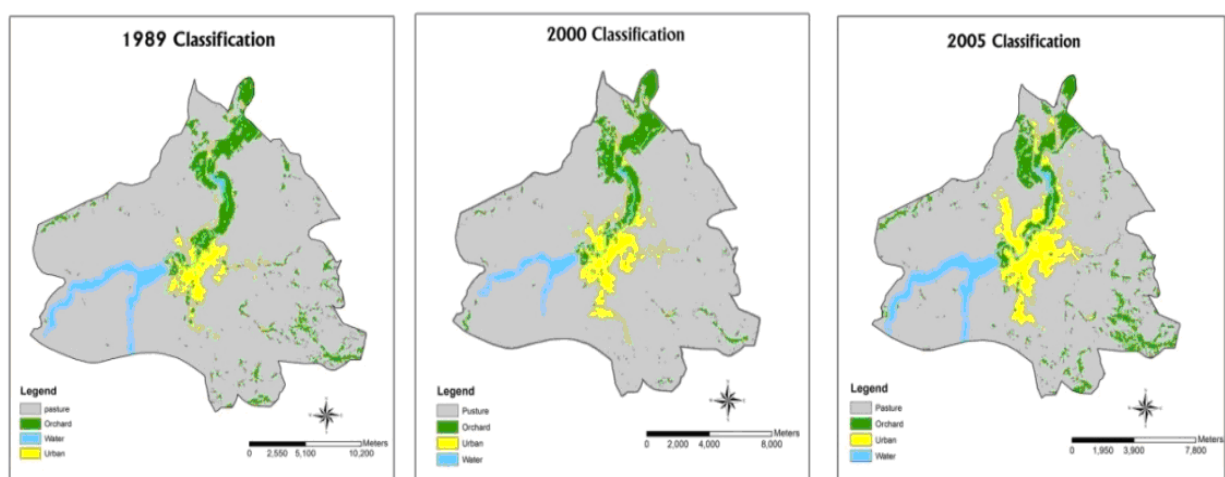 1989 Classification
Legend
pasture
Orchard
Water
Urban
Meters
0 2,550 5,100 10,200
2000 Classification
Legend
Pusture
Orchard
Urban
Water
Meters
0 2,000 4,000 8,000
2005 Classification
Legend
Pasture
Orchard
Urban
Water
Meters
0 1,950 3,900 7,800